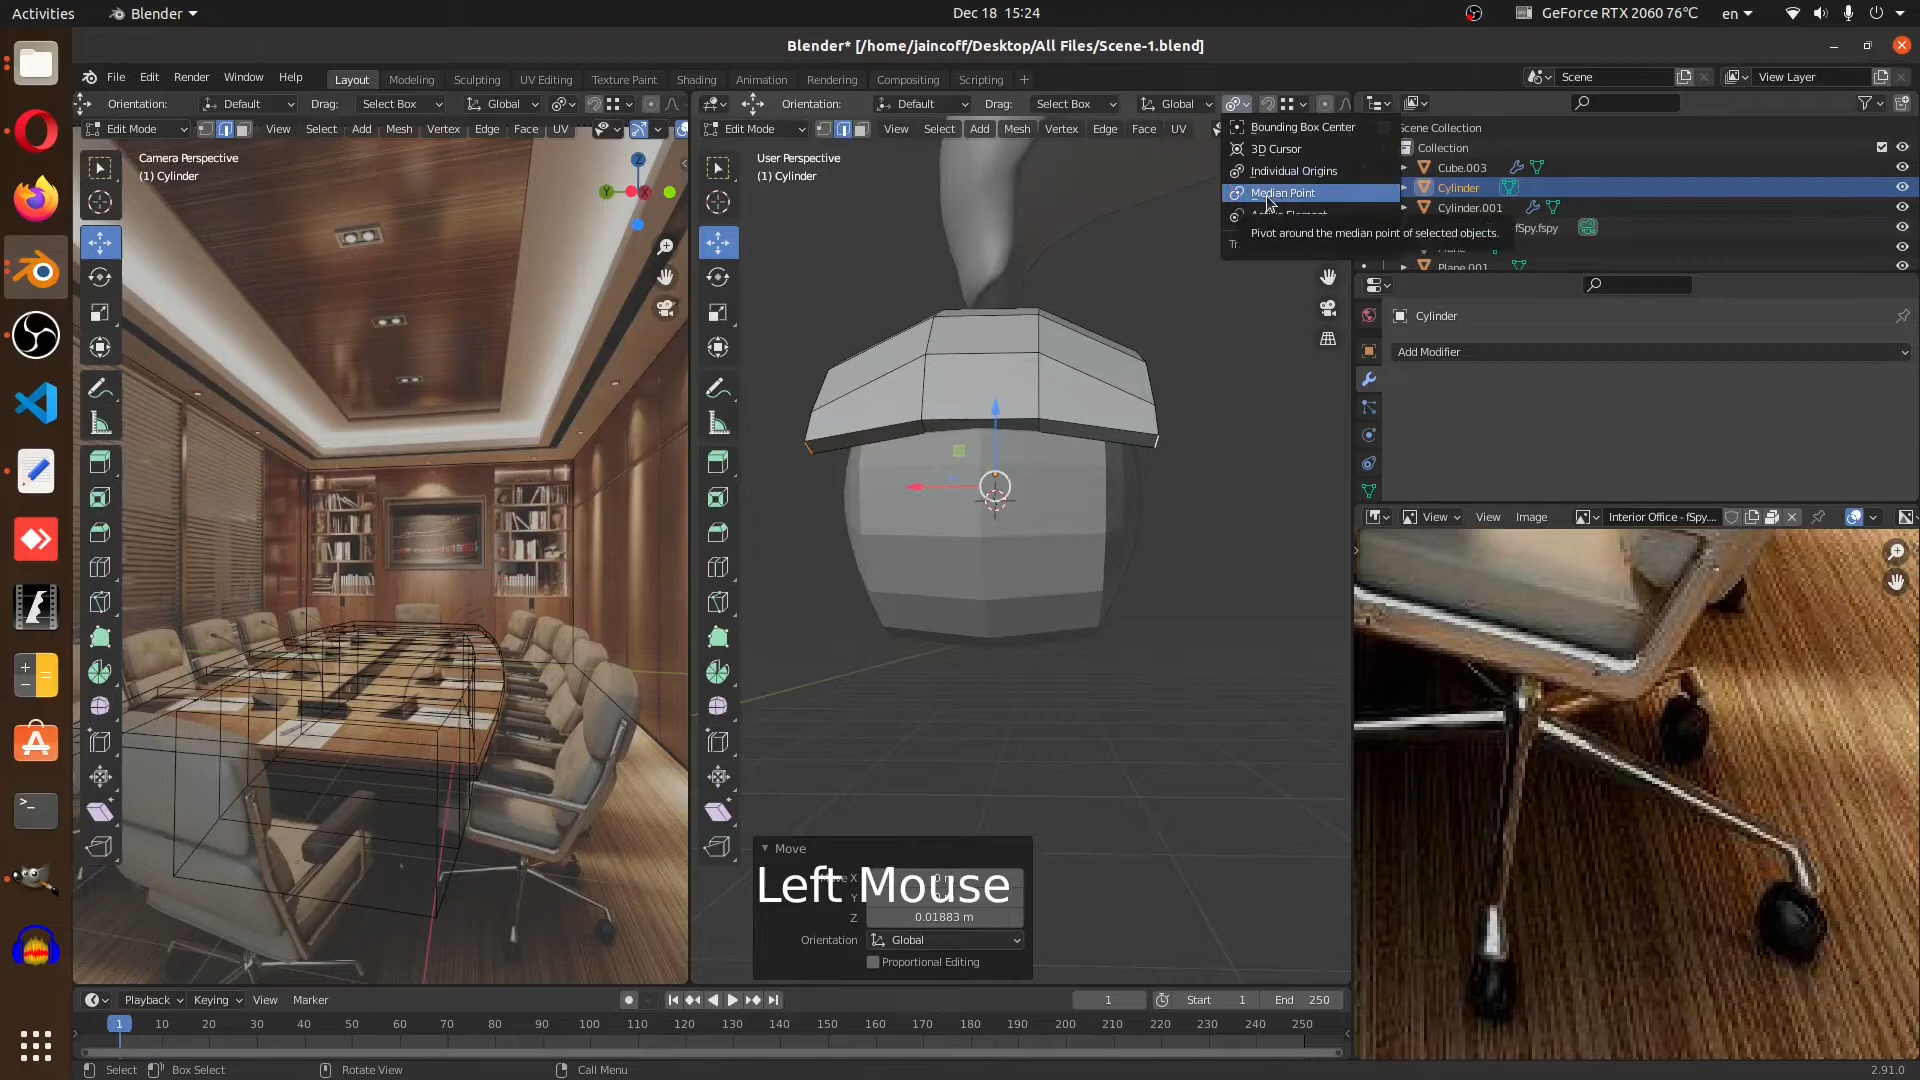 Activities
Blender
Dec 18 15:24
GeForce RTX 2060 76℃
en
Blender* [/home/jaincoff/Desktop/All Files/Scene-1.blend]
File Edit Render Window Help
Layout Modeling Sculpting UV Editing Texture Paint Shading Animation Rendering Compositing Scripting
Scene
View Layer
Orientation: Default Drag: Select Box Global
Orientation: Default Drag: Select Box Global
Edit Mode View Select Add Mesh Vertex Edge Face UV
Edit Mode View Select Add Mesh Vertex Edge Face UV
Camera Perspective
(1) Cylinder
User Perspective
(1) Cylinder
Bounding Box Center
3D Cursor
Individual Origins
Median Point
Pivot around the median point of selected objects.
Tr
Scene Collection
Collection
Cube.003
Cylinder
Cylinder.001
fSpy.fspy
Plane.001
Cylinder
Add Modifier
View View Image Interior Office - fSpy....
Move
Left Mouse
Z 0.01883 m
Orientation Global
Proportional Editing
Playback Keying View Marker
1
Start 1 End 250
1 10 20 30 40 50 60 70 80 90 100 110 120 130 140 150 160 170 180 190 200 210 220 230 240 250
Select Box Select Rotate View Call Menu
2.91.0